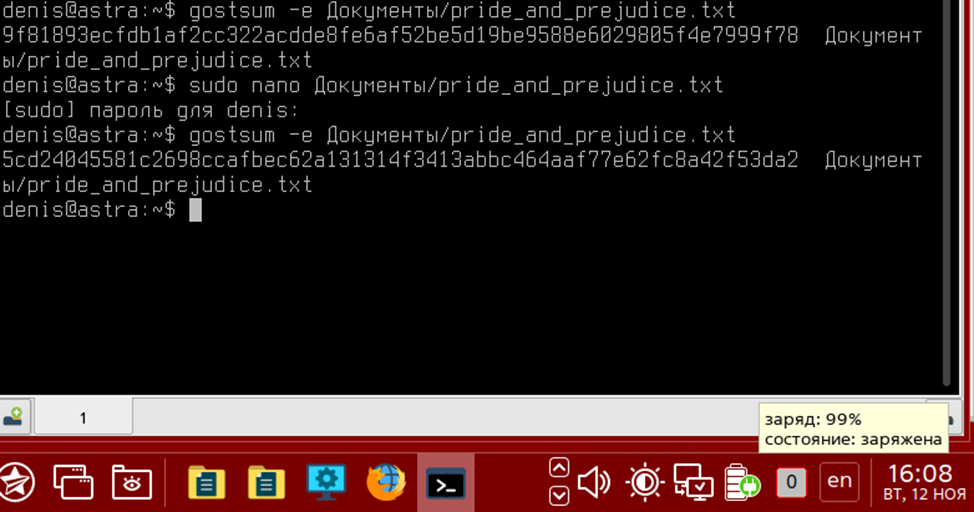 denis@astra:~$ gostsum -e Документы/pride_and_prejudice.txt
9f81893ecfdb1af2cc322acdde8fe6af52be5d19be9588e6029805f4e7999f78  Документ
ы/pride_and_prejudice.txt
denis@astra:~$ sudo nano Документы/pride_and_prejudice.txt
[sudo] пароль для denis:
denis@astra:~$ gostsum -e Документы/pride_and_prejudice.txt
5cd24045581c2698ccafbec62a131314f3413abbc464aaf77e62fc8a42f53da2  Документ
ы/pride_and_prejudice.txt
denis@astra:~$
1
заряд: 99%
состояние: заряжена
0
en
16:08
ВТ, 12 НОЯ